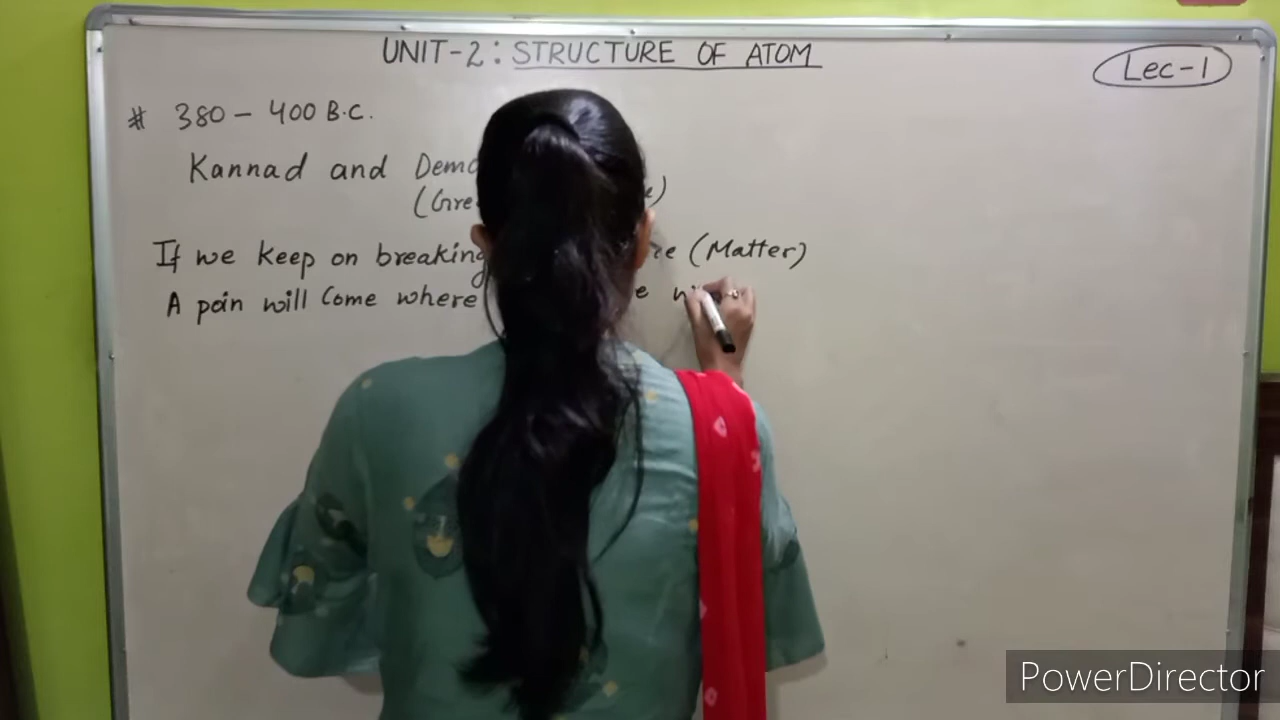 UNIT-2: STRUCTURE OF ATOM
Lec-1
# 380 – 400 B.C.
Kannad and
If we keep on breaking (Matter)
A pain will Come where
PowerDirector